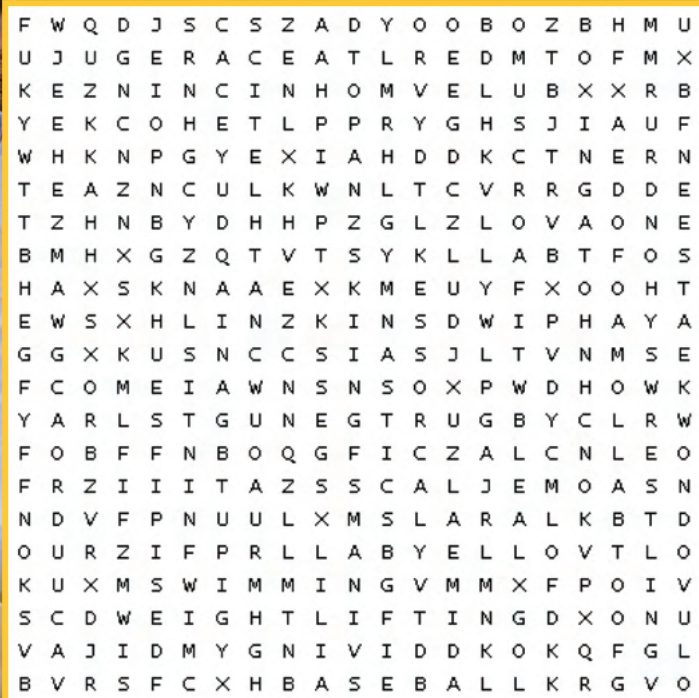 F W Q D J S C S Z A D Y O O B O Z B H M U
U J U G E R A C E A T L R E D M T O F M X
K E Z N I N C I N H O M V E L U B X X R B
Y E K C O H E T L P P R Y G H S J I A U F
W H K N P G Y E X I A H D D K C T N E R N
T E A Z N C U L K W N L T C V R R G D D E
T Z H N B Y D H H P Z G L Z L O V A O N E
B M H X G Z Q T V T S Y K L L A B T F O S
H A X S K N A A E X K M E U Y F X O O H T
E W S X H L I N Z K I N S D W I P H A Y A
G G X K U S N C C S I A S J L T V N M S E
F C O M E I A W N S N S O X P W D H O W K
Y A R L S T G U N E G T R U G B Y C L R W
F O B F F N B O Q G F I C Z A L C N L E O
F R Z I I I T A Z S S C A L J E M O A S N
N D V F P N U U L X M S L A R A L K B T D
O U R Z I F P R L L A B Y E L L O V T L O
K U X M S W I M M I N G V M M X F P O I V
S C D W E I G H T L I F T I N G D X O N U
V A J I D M Y G N I V I D D K O K Q F G L
B V R S F C X H B A S E B A L L K R G V O